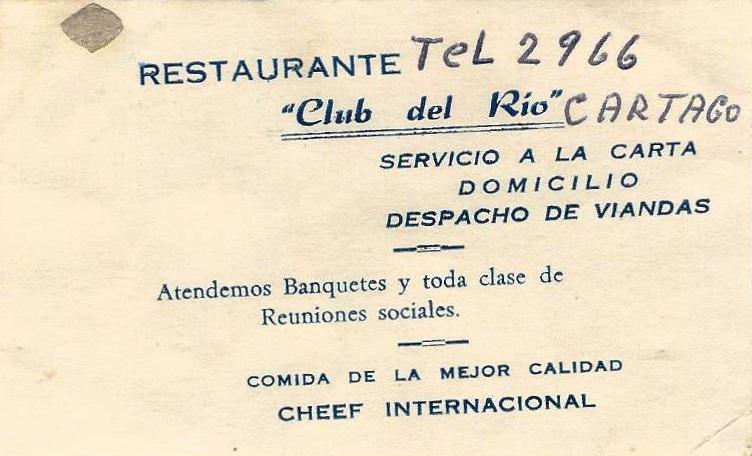 RESTAURANTE TeL 2966
"Club del Río" CARTAGO
SERVICIO A LA CARTA
DOMICILIO
DESPACHO DE VIANDAS
Atendemos Banquetes y toda clase de
Reuniones sociales.
COMIDA DE LA MEJOR CALIDAD
CHEEF INTERNACIONAL